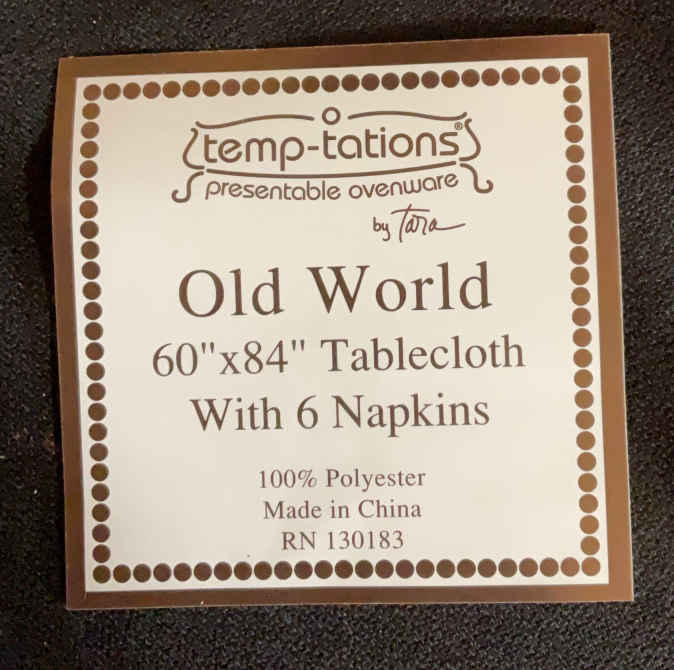 temp-tations®
presentable ovenware
by Tara
Old World
60"x84" Tablecloth
With 6 Napkins
100% Polyester
Made in China
RN 130183